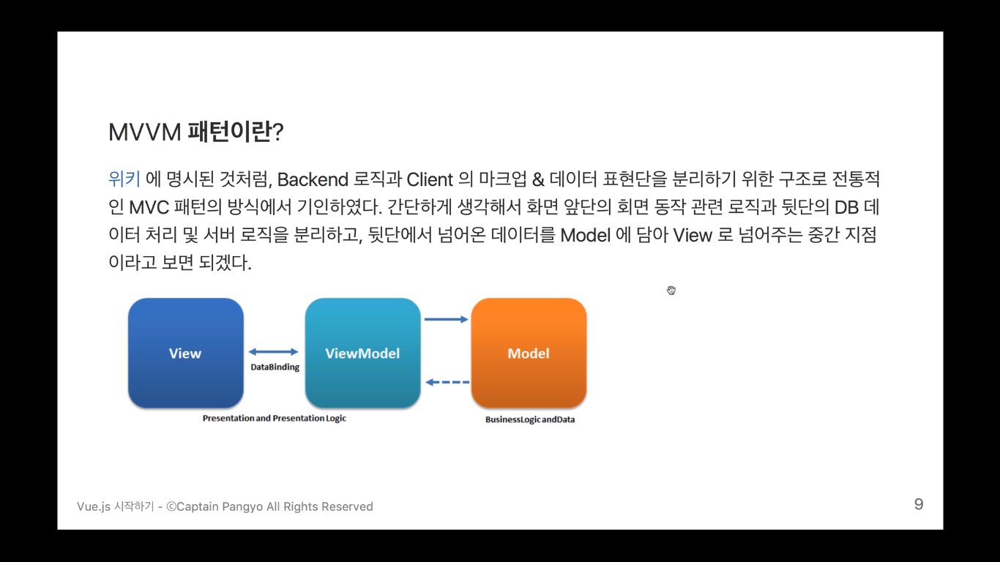 MVVM 패턴이란?
위키 에 명시된 것처럼, Backend 로직과 Client 의 마크업 & 데이터 표현단을 분리하기 위한 구조로 전통적
인 MVC 패턴의 방식에서 기인하였다. 간단하게 생각해서 화면 앞단의 회면 동작 관련 로직과 뒷단의 DB 데
이터 처리 및 서버 로직을 분리하고, 뒷단에서 넘어온 데이터를 Model 에 담아 View 로 넘어주는 중간 지점
이라고 보면 되겠다.
View
DataBinding
ViewModel
Model
Presentation and Presentation Logic
BusinessLogic andData
Vue.js 시작하기 - ⓒCaptain Pangyo All Rights Reserved
9